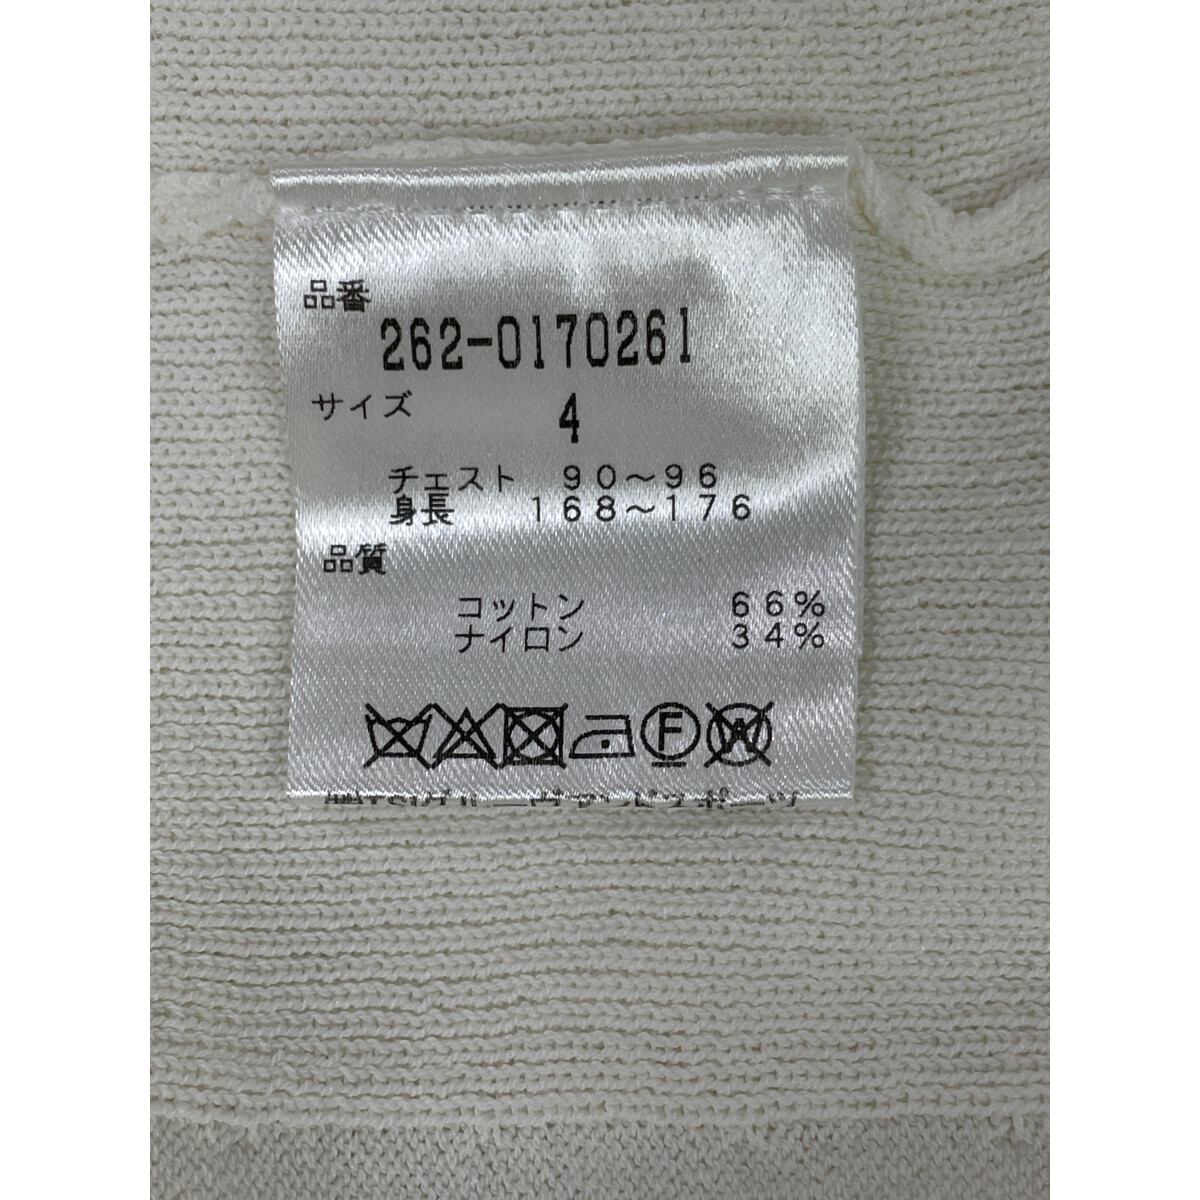 品番
262-0170261
サイズ 4
チェスト 90～96
身長 168～176
品質
コットン 66%
ナイロン 34%
F
W